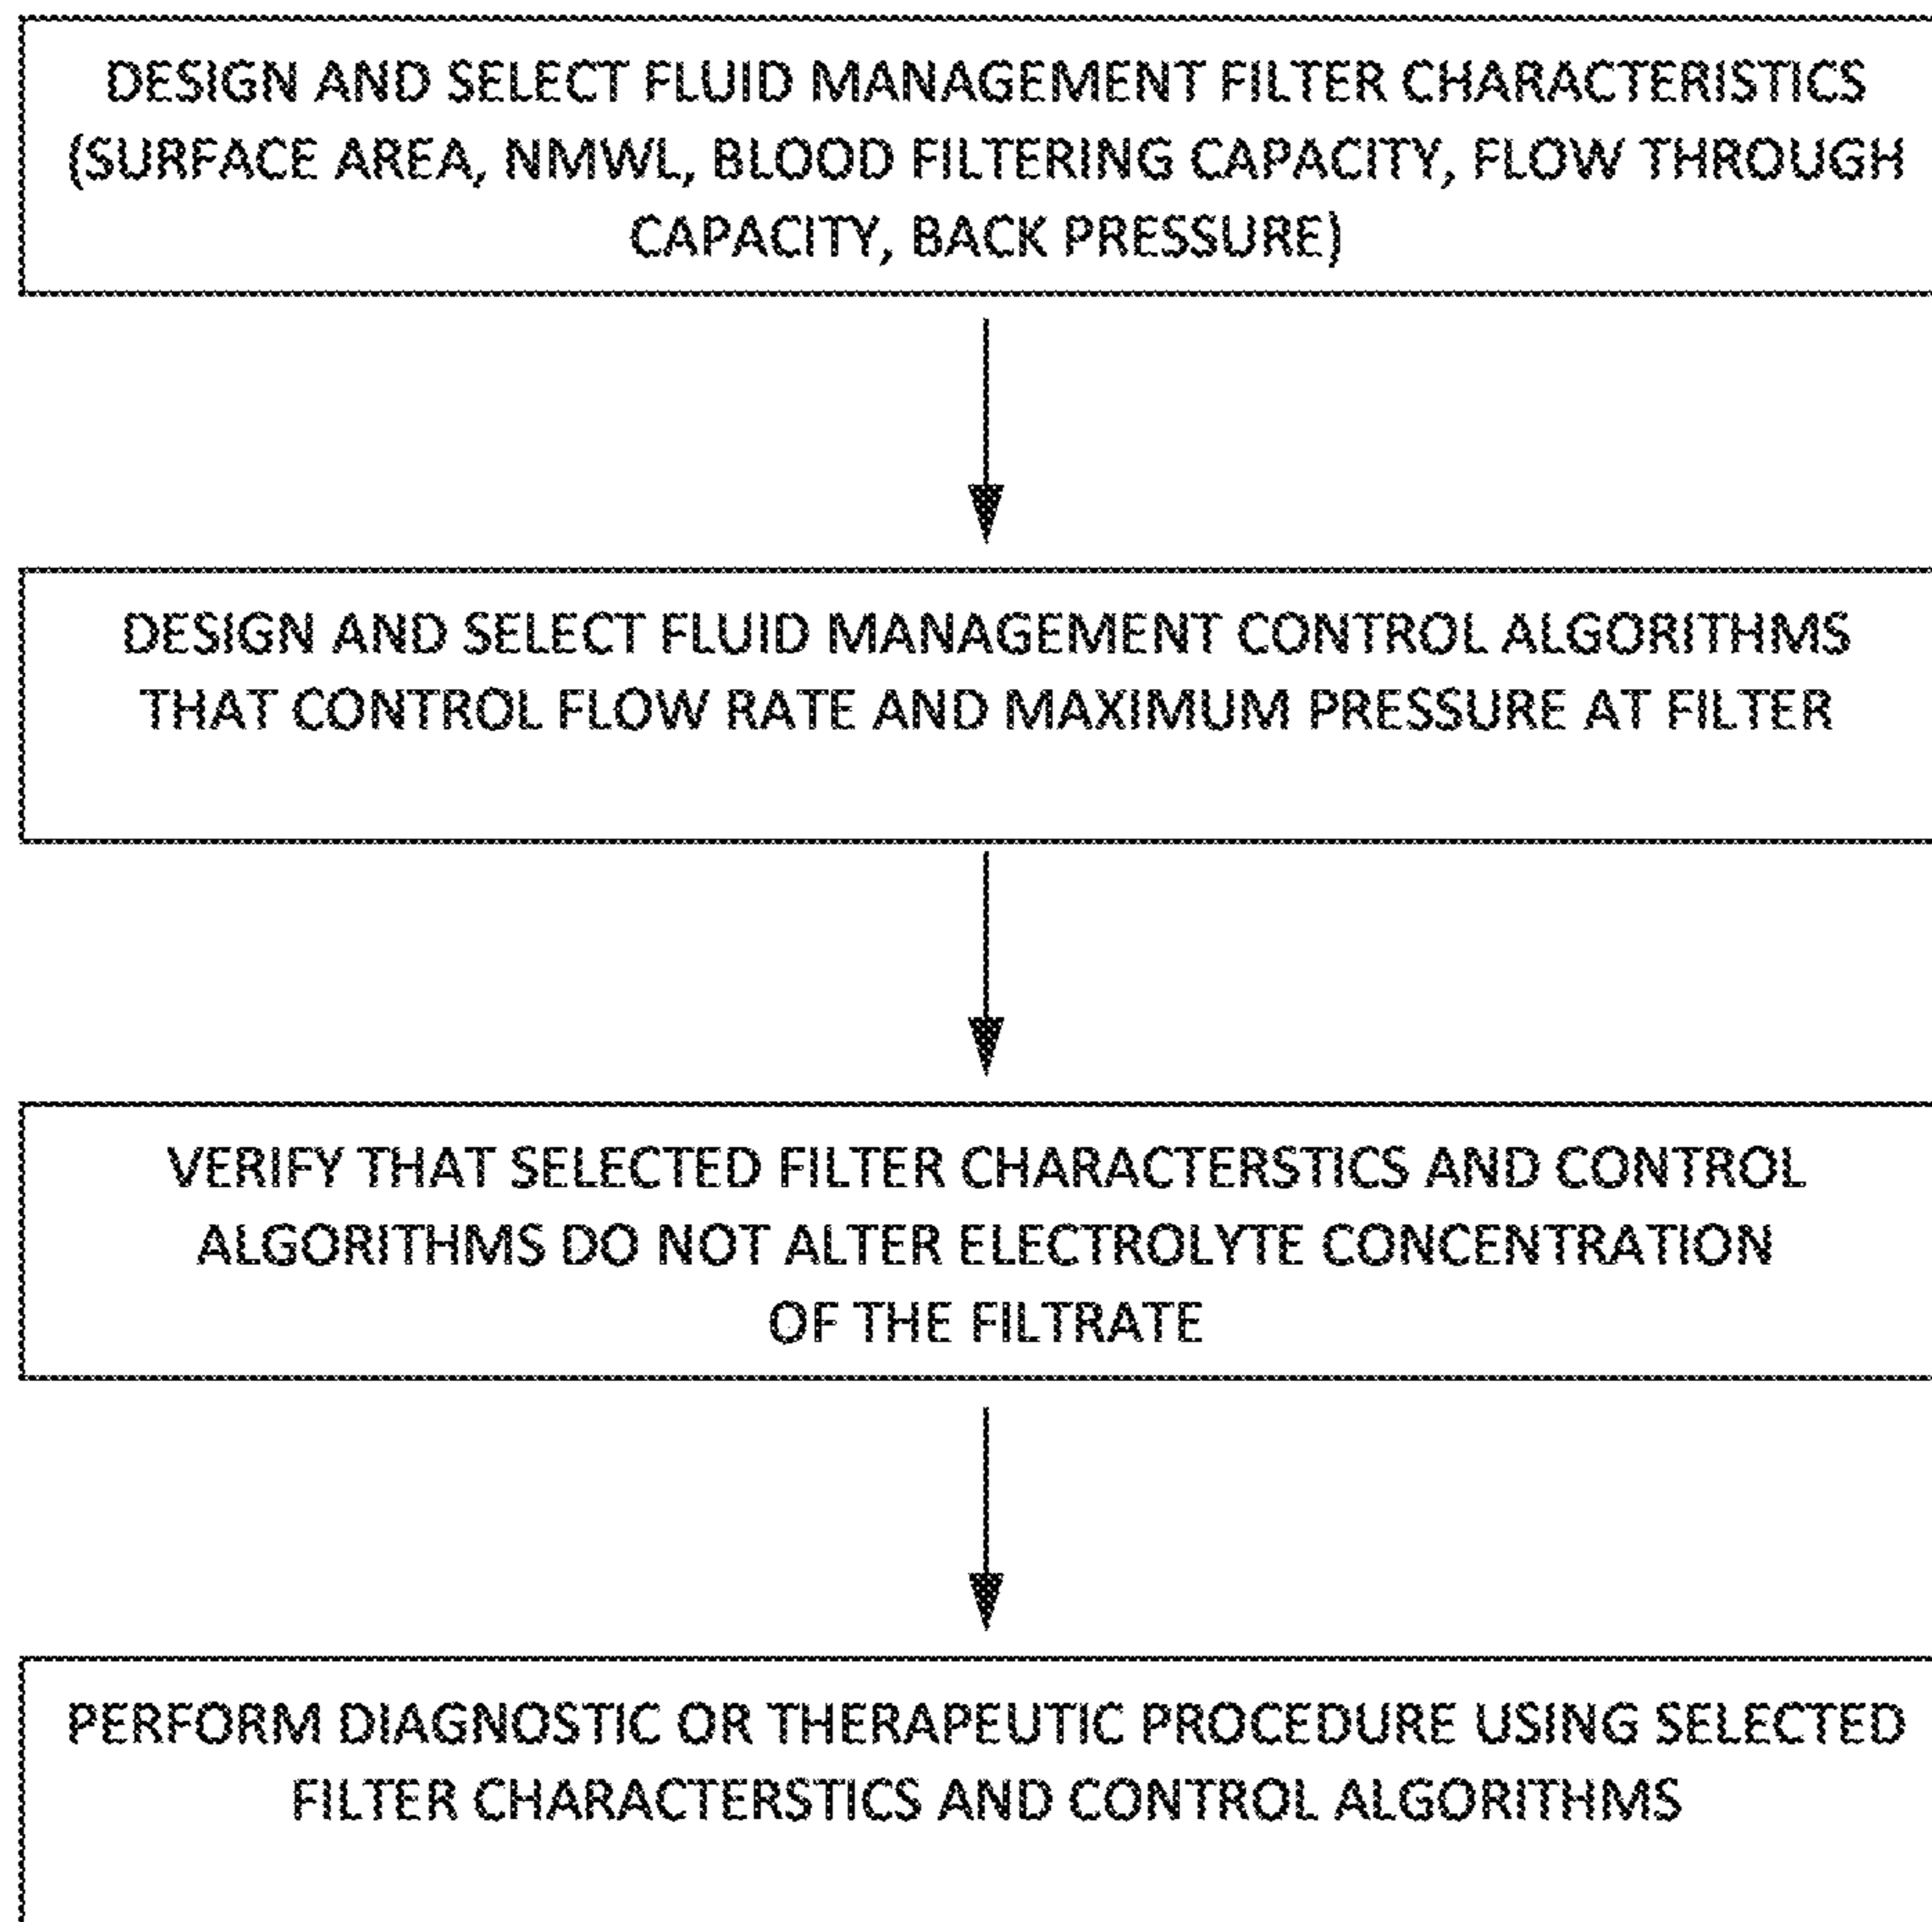 DESIGN AND SELECT FLUID MANAGEMENT FILTER CHARACTERISTICS
(SURFACE AREA, NMWL, BLOOD FILTERING CAPACITY, FLOW THROUGH
CAPACITY, BACK PRESSURE)
DESIGN AND SELECT FLUID MANAGEMENT CONTROL ALGORITHMS
THAT CONTROL FLOW RATE AND MAXIMUM PRESSURE AT FILTER
VERIFY THAT SELECTED FILTER CHARACTERSTICS AND CONTROL
ALGORITHMS DO NOT ALTER ELECTROLYTE CONCENTRATION
OF THE FILTRATE
PERFORM DIAGNOSTIC OR THERAPEUTIC PROCEDURE USING SELECTED
FILTER CHARACTERSTICS AND CONTROL ALGORITHMS